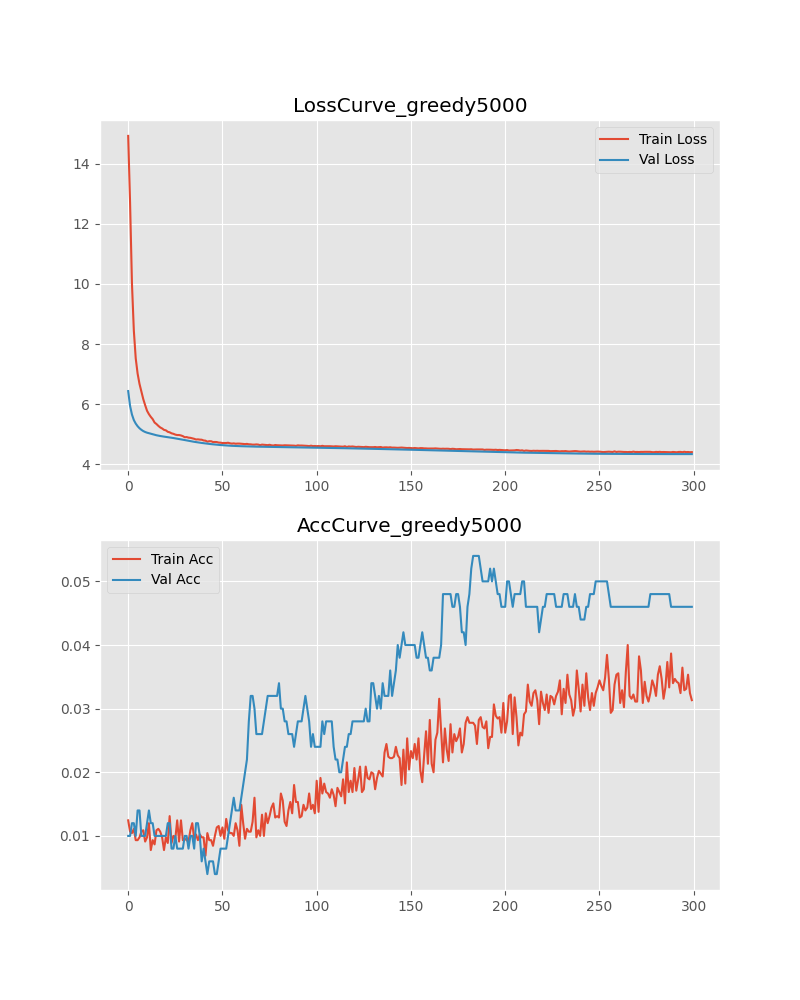 LossCurve_greedy5000
Train Loss
Val Loss
14
12
10
8
6
4
0 50 100 150 200 250 300
AccCurve_greedy5000
Train Acc
Val Acc
0.05
0.04
0.03
0.02
0.01
0 50 100 150 200 250 300